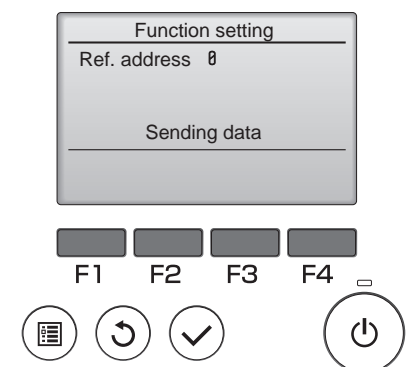 Function setting
Ref. address 0
Sending data
F1 F2 F3 F4